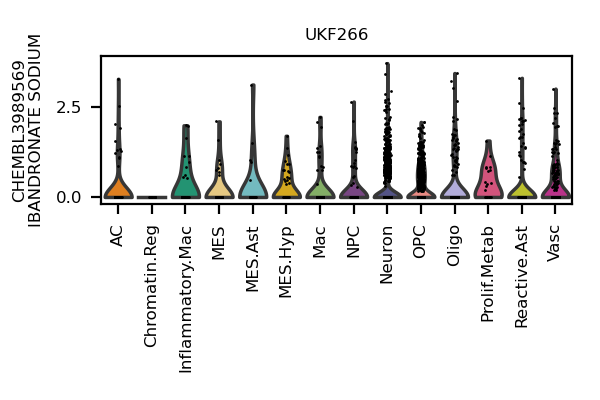 UKF266
CHEMBL3989569
IBANDRONATE SODIUM
2.5
0.0
AC
Chromatin.Reg
Inflammatory.Mac
MES
MES.Ast
MES.Hyp
Mac
NPC
Neuron
OPC
Oligo
Prolif.Metab
Reactive.Ast
Vasc